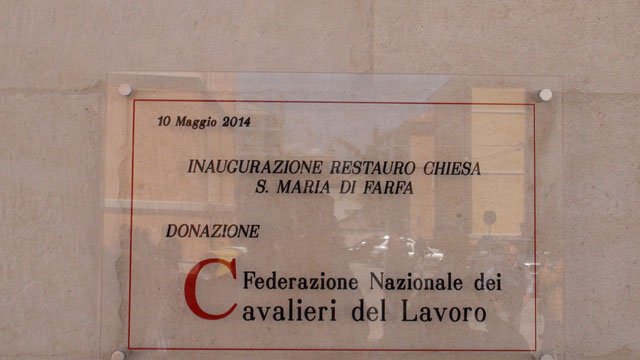 10 Maggio 2014
INAUGURAZIONE RESTAURO CHIESA
S. MARIA DI FARFA
DONAZIONE
Federazione Nazionale dei
Cavalieri del Lavoro